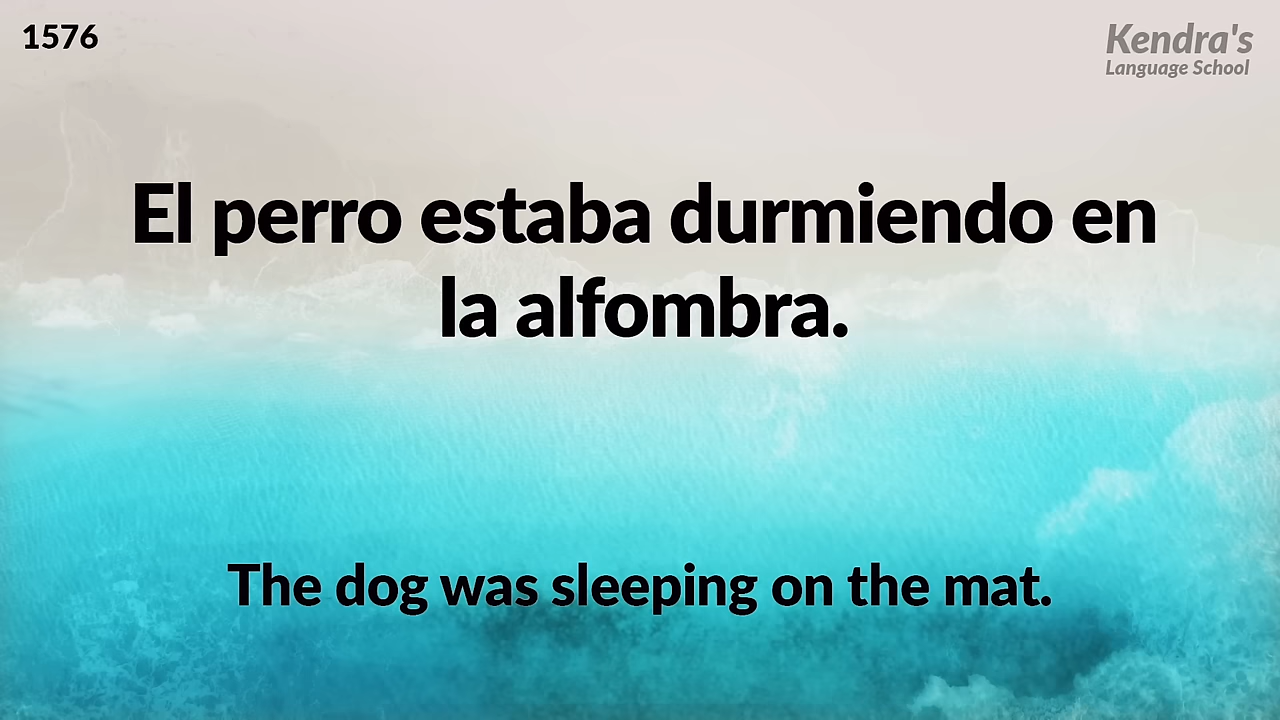 1576
Kendra's
Language School
El perro estaba durmiendo en
la alfombra.
The dog was sleeping on the mat.